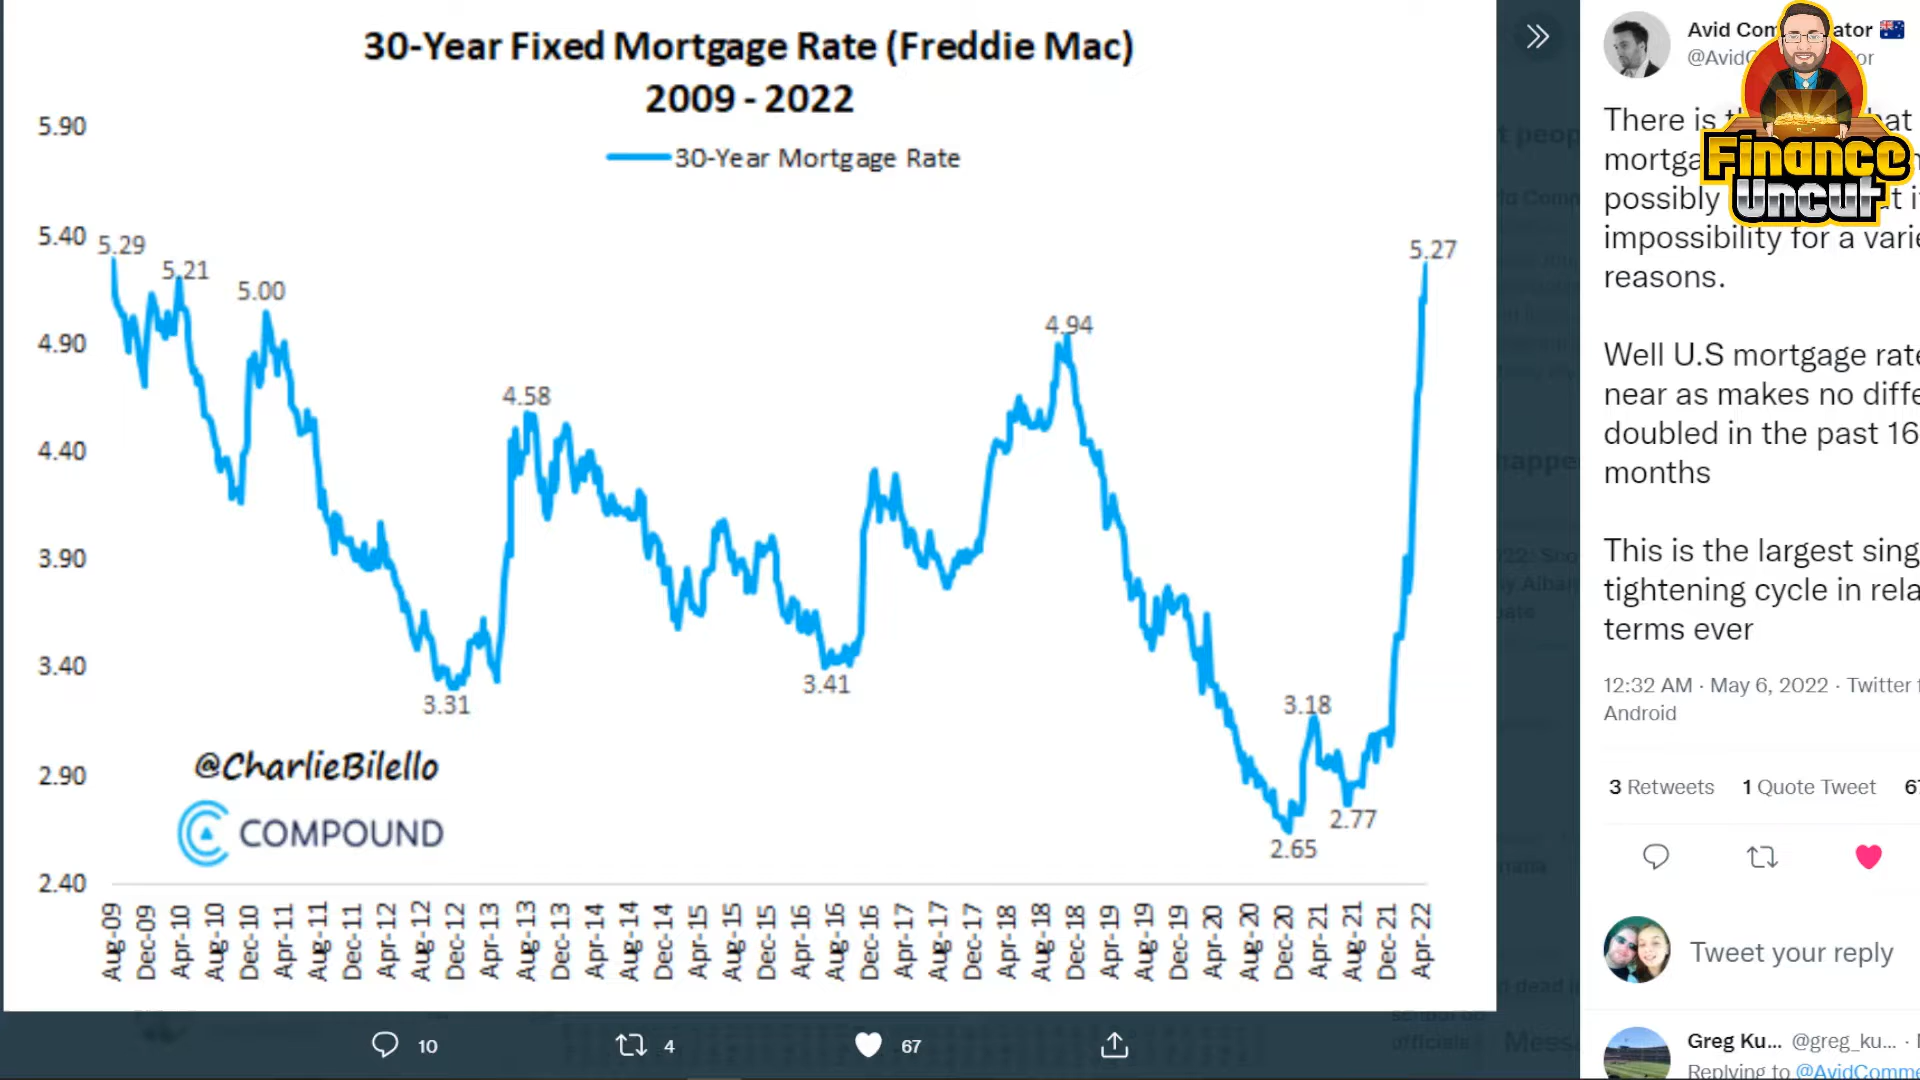 30-Year Fixed Mortgage Rate (Freddie Mac)
2009 - 2022
30-Year Mortgage Rate
5.90
5.40
4.90
4.40
3.90
3.40
2.90
2.40
5.29
5.21
5.00
4.58
4.94
5.27
3.31
3.41
3.18
2.77
2.65
@CharlieBilello
COMPOUND
Aug-09
Dec-09
Apr-10
Aug-10
Dec-10
Apr-11
Aug-11
Dec-11
Apr-12
Aug-12
Dec-12
Apr-13
Aug-13
Dec-13
Apr-14
Aug-14
Dec-14
Apr-15
Aug-15
Dec-15
Apr-16
Aug-16
Dec-16
Apr-17
Aug-17
Dec-17
Apr-18
Aug-18
Dec-18
Apr-19
Aug-19
Dec-19
Apr-20
Aug-20
Dec-20
Apr-21
Aug-21
Dec-21
Apr-22
10
4
67
Finance
Uncut
Avid
There is
possibly
impossibility for a
reasons.
Well U.S mortgage
near as makes no
doubled in the past 16
months
This is the largest
tightening cycle in
terms ever
12:32 AM · May 6, 2022 · Twitter
Android
3 Retweets 1 Quote Tweet
Tweet your reply
Greg Ku... @greg_ku... ·
Replying to